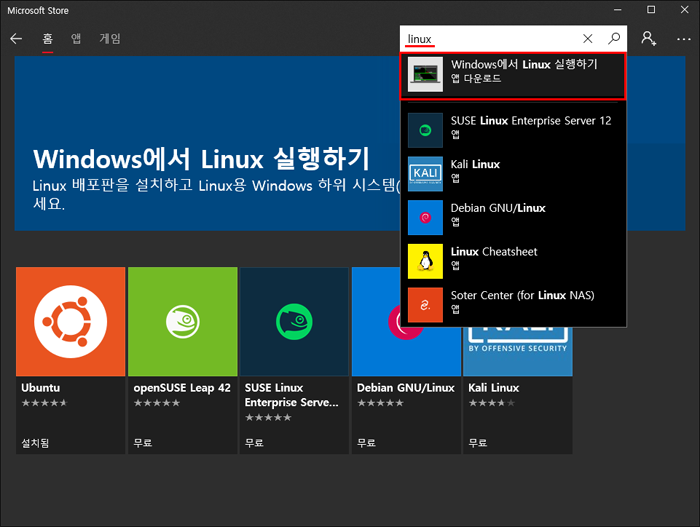 Microsoft Store
홈 앱 게임
linux
Windows에서 Linux 실행하기
앱 다운로드
SUSE Linux Enterprise Server 12
앱
Kali Linux
앱
Debian GNU/Linux
앱
Linux Cheatsheet
앱
Soter Center (for Linux NAS)
앱
Windows에서 Linux 실행하기
Linux 배포판을 설치하고 Linux용 Windows 하위 시스템(
세요.
KALI
KALI
BY OFFENSIVE SECURITY
Ubuntu
설치됨
openSUSE Leap 42
무료
SUSE Linux
Enterprise Serve...
무료
Debian GNU/Linux
무료
Kali Linux
무료